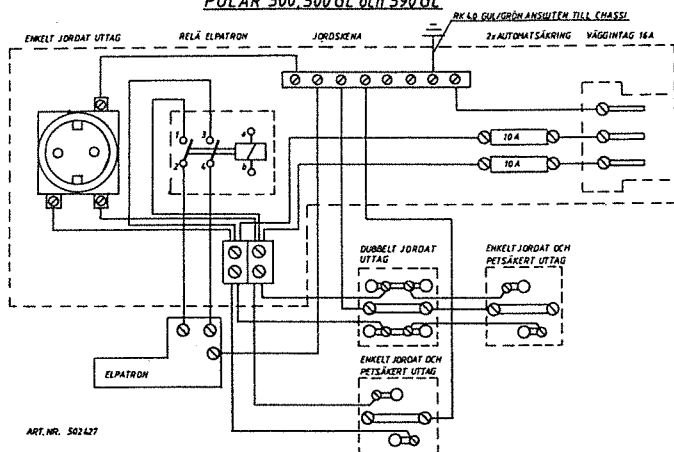 POLAR 500, 500 GL och 590 GL
RK 4,0 GUL/GRÖN ANSLUTEN TILL CHASSI
ENKELT JORDAT UTTAG
RELÄ ELPATRON
JORDSKENA
2x AUTOMATSÄKRING
VÄGGINTAG 16A
1
3
a
2
4
b
10A
10A
DUBBELT JORDAT UTTAG
ENKELT JORDAT OCH PETSÄKERT UTTAG
ELPATRON
ENKELT JORDAT OCH PETSÄKERT UTTAG
ART. NR. 502427